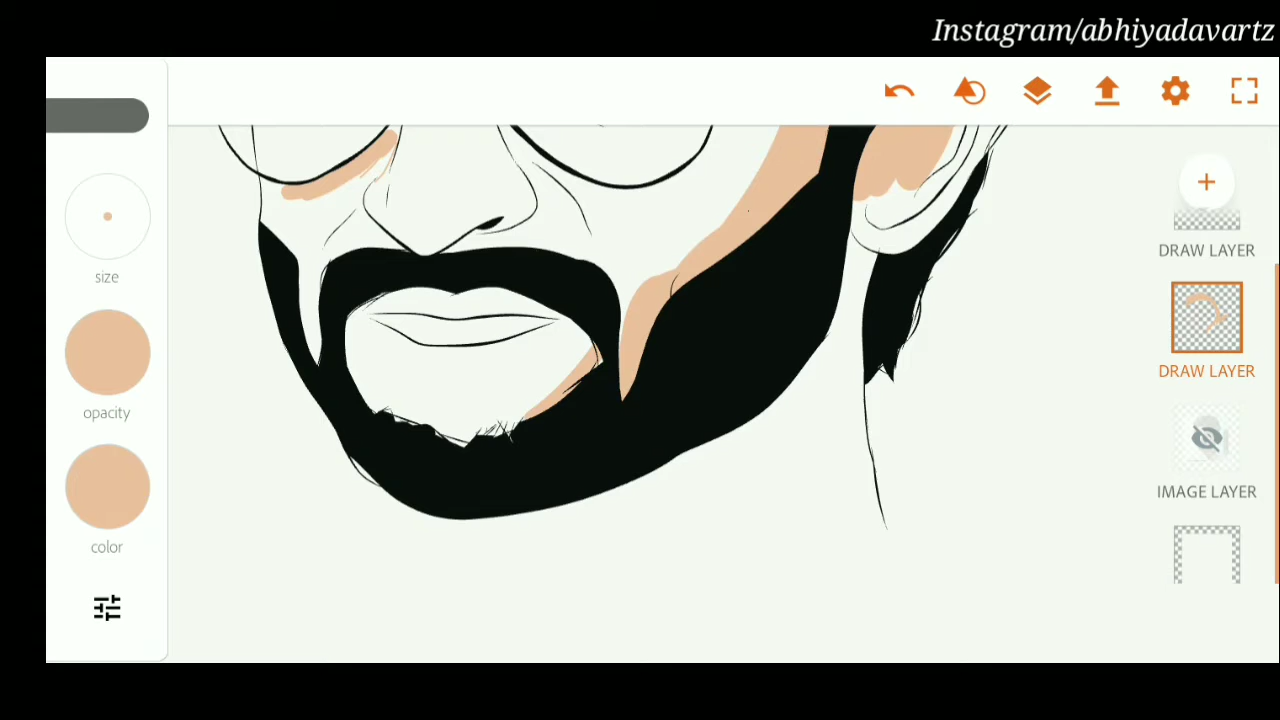 Instagram/abhiyadavartz
size
opacity
color
DRAW LAYER
DRAW LAYER
IMAGE LAYER